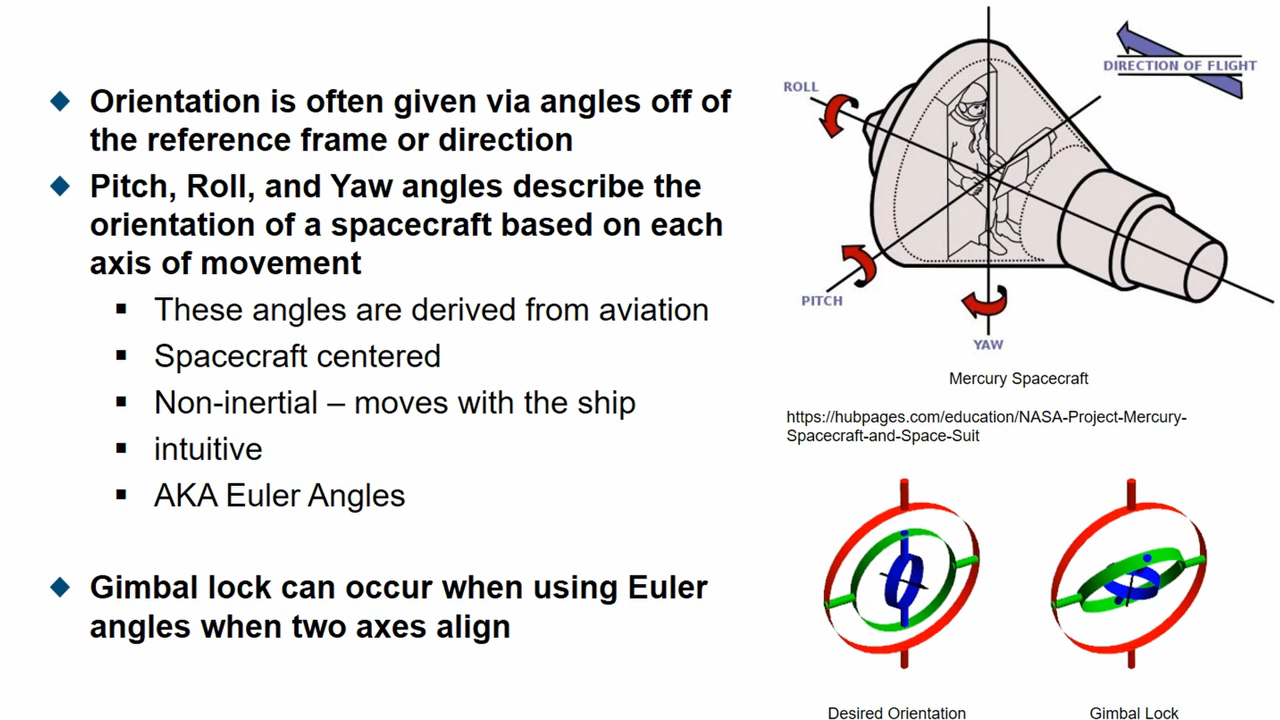 ◆ Orientation is often given via angles off of
the reference frame or direction
◆ Pitch, Roll, and Yaw angles describe the
orientation of a spacecraft based on each
axis of movement
▪ These angles are derived from aviation
▪ Spacecraft centered
▪ Non-inertial – moves with the ship
▪ intuitive
▪ AKA Euler Angles
◆ Gimbal lock can occur when using Euler
angles when two axes align
DIRECTION OF FLIGHT
ROLL
PITCH
YAW
Mercury Spacecraft
https://hubpages.com/education/NASA-Project-Mercury-
Spacecraft-and-Space-Suit
Desired Orientation
Gimbal Lock